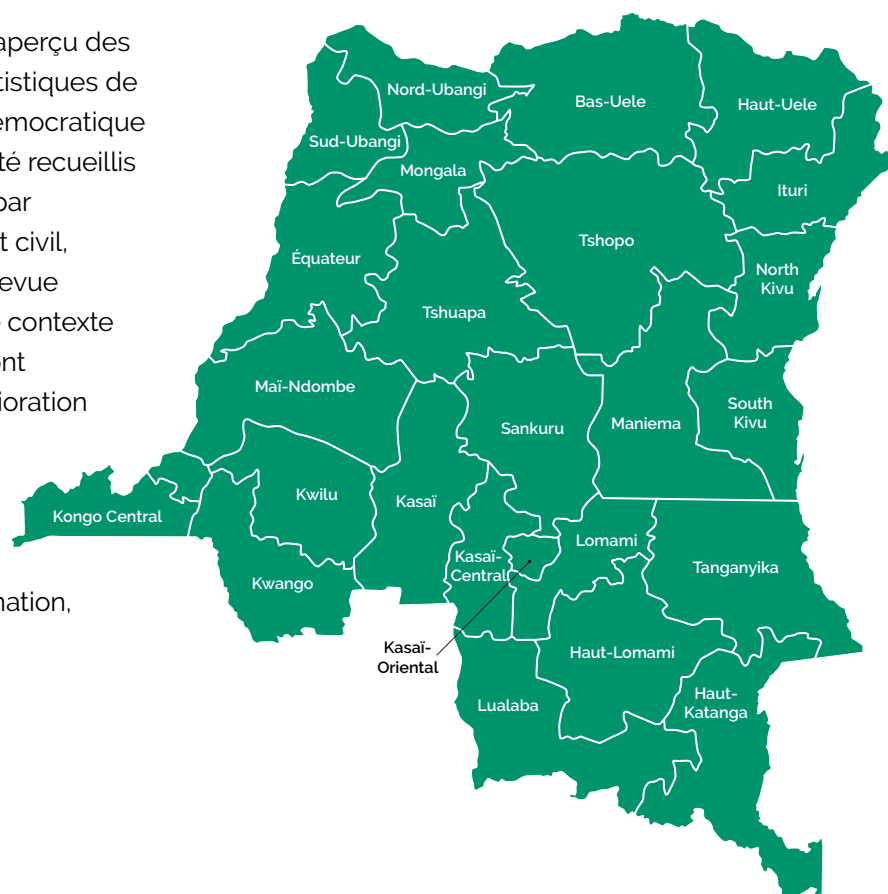 aperçu des
tistiques de
émocratique
té recueillis
par
t civil,
evue
contexte
nt
ioration
nation,
Nord-Ubangi
Bas-Uele
Haut-Uele
Sud-Ubangi
Mongala
Ituri
Tshopo
Équateur
North
Kivu
Tshuapa
Maï-Ndombe
South
Kivu
Sankuru
Maniema
Kwilu
Kasaï
Kongo Central
Lomami
Kasaï-
Central
Tanganyika
Kwango
Kasaï-
Oriental
Haut-Lomami
Lualaba
Haut-
Katanga